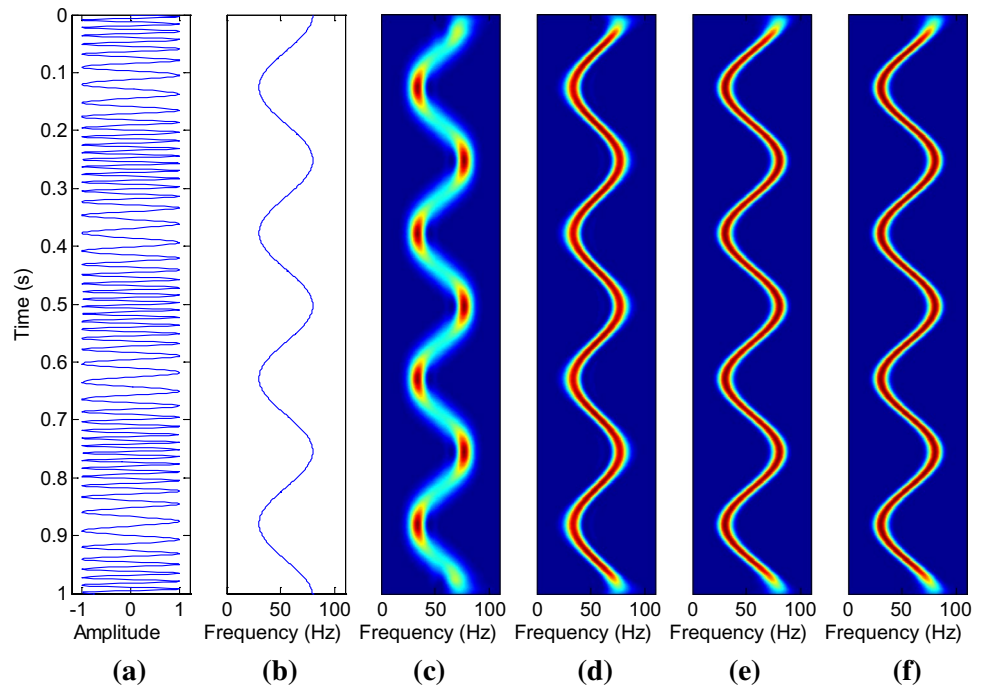 0
0.1
0.2
0.3
0.4
0.5
0.6
0.7
0.8
0.9
1
Time (s)
-1 0 1
0 50 100
0 50 100
0 50 100
0 50 100
0 50 100
Amplitude
Frequency (Hz)
Frequency (Hz)
Frequency (Hz)
Frequency (Hz)
Frequency (Hz)
(a)
(b)
(c)
(d)
(e)
(f)